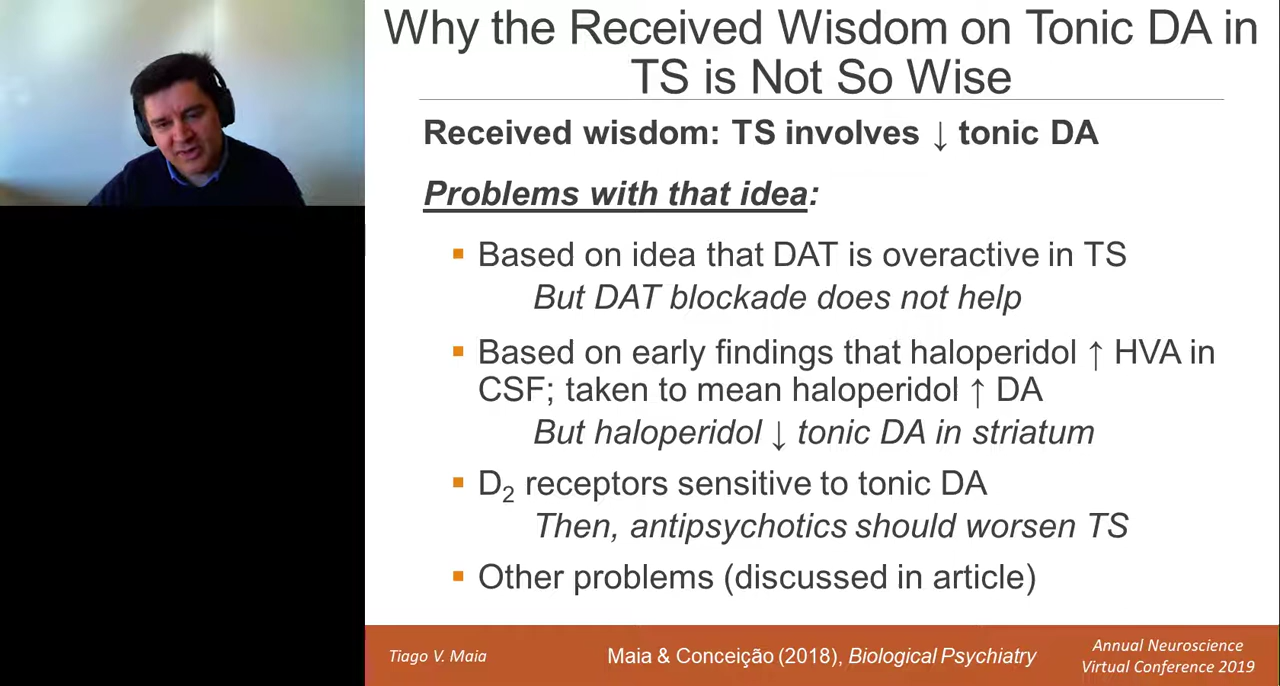 Why the Received Wisdom on Tonic DA in
TS is Not So Wise
Received wisdom: TS involves ↓ tonic DA
Problems with that idea:
▪ Based on idea that DAT is overactive in TS
But DAT blockade does not help
▪ Based on early findings that haloperidol ↑ HVA in
CSF; taken to mean haloperidol ↑ DA
But haloperidol ↓ tonic DA in striatum
▪ D₂ receptors sensitive to tonic DA
Then, antipsychotics should worsen TS
▪ Other problems (discussed in article)
Tiago V. Maia
Maia & Conceição (2018), Biological Psychiatry
Annual Neuroscience
Virtual Conference 2019